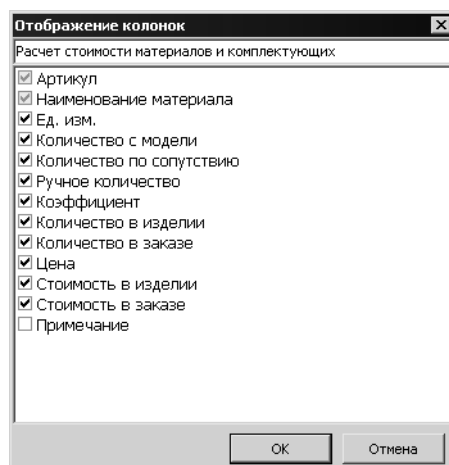 Отображение колонок
Расчет стоимости материалов и комплектующих
Артикул
Наименование материала
Ед. изм.
Количество с модели
Количество по сопутствию
Ручное количество
Коэффициент
Количество в изделии
Количество в заказе
Цена
Стоимость в изделии
Стоимость в заказе
Примечание
OK Отмена